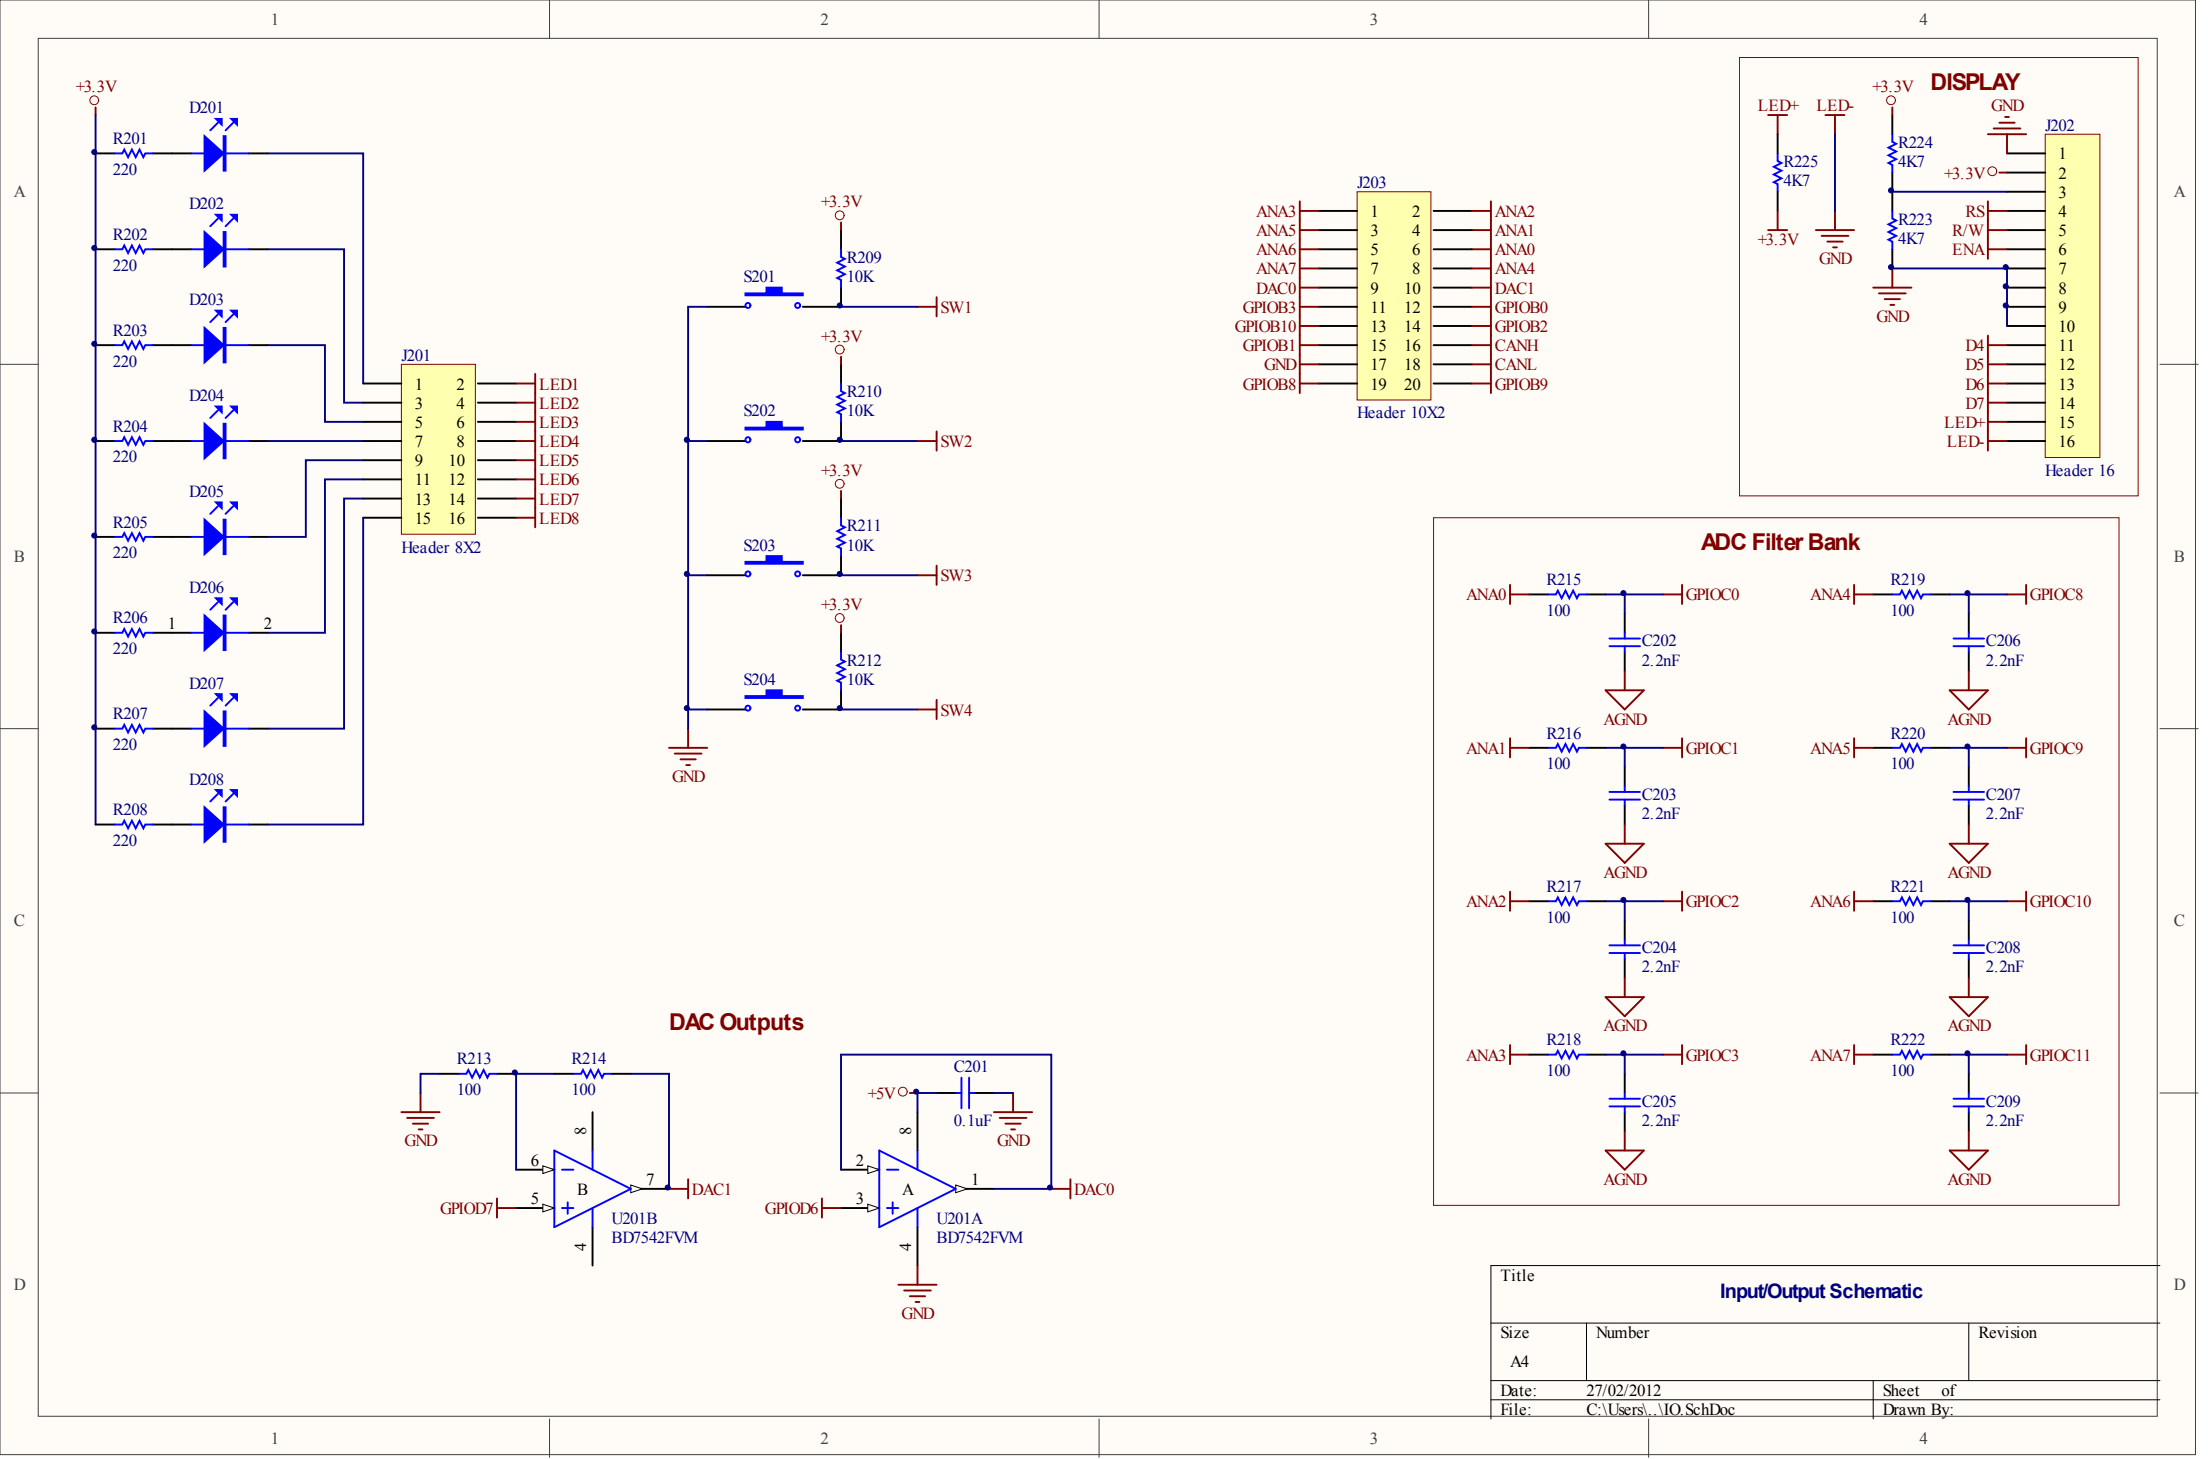 1 2 3 4
A A
B B
C C
D D
1 2 3 4
+3.3V
D201
R201
220
D202
R202
220
D203
R203
220
D204
R204
220
D205
R205
220
D206
R206 1 2
220
D207
R207
220
D208
R208
220
J201
1 2 LED1
3 4 LED2
5 6 LED3
7 8 LED4
9 10 LED5
11 12 LED6
13 14 LED7
15 16 LED8
Header 8X2
+3.3V
R209
10K
S201
SW1
+3.3V
R210
10K
S202
SW2
+3.3V
R211
10K
S203
SW3
+3.3V
R212
10K
S204
SW4
GND
J203
ANA3 1 2 ANA2
ANA5 3 4 ANA1
ANA6 5 6 ANA0
ANA7 7 8 ANA4
DAC0 9 10 DAC1
GPIOB3 11 12 GPIOB0
GPIOB10 13 14 GPIOB2
GPIOB1 15 16 CANH
GND 17 18 CANL
GPIOB8 19 20 GPIOB9
Header 10X2
DISPLAY
LED+ LED-
R225
4K7
+3.3V
GND
+3.3V
R224
4K7
R223
4K7
GND
GND
J202
1
+3.3V 2
3
RS 4
R/W 5
ENA 6
7
8
9
10
D4 11
D5 12
D6 13
D7 14
LED+ 15
LED- 16
Header 16
ADC Filter Bank
ANA0 R215 GPIOC0
100
C202
2.2nF
AGND
ANA4 R219 GPIOC8
100
C206
2.2nF
AGND
ANA1 R216 GPIOC1
100
C203
2.2nF
AGND
ANA5 R220 GPIOC9
100
C207
2.2nF
AGND
ANA2 R217 GPIOC2
100
C204
2.2nF
AGND
ANA6 R221 GPIOC10
100
C208
2.2nF
AGND
ANA3 R218 GPIOC3
100
C205
2.2nF
AGND
ANA7 R222 GPIOC11
100
C209
2.2nF
AGND
DAC Outputs
R213 R214
100 100
GND
8
6
B 7 DAC1
GPIOD7 5
4
U201B
BD7542FVM
C201
+5V
0.1uF
GND
8
2
A 1 DAC0
GPIOD6 3
4
U201A
BD7542FVM
GND
Title
Input/Output Schematic
Size Number Revision
A4
Date: 27/02/2012 Sheet of
File: C:\Users\..\IO.SchDoc Drawn By: